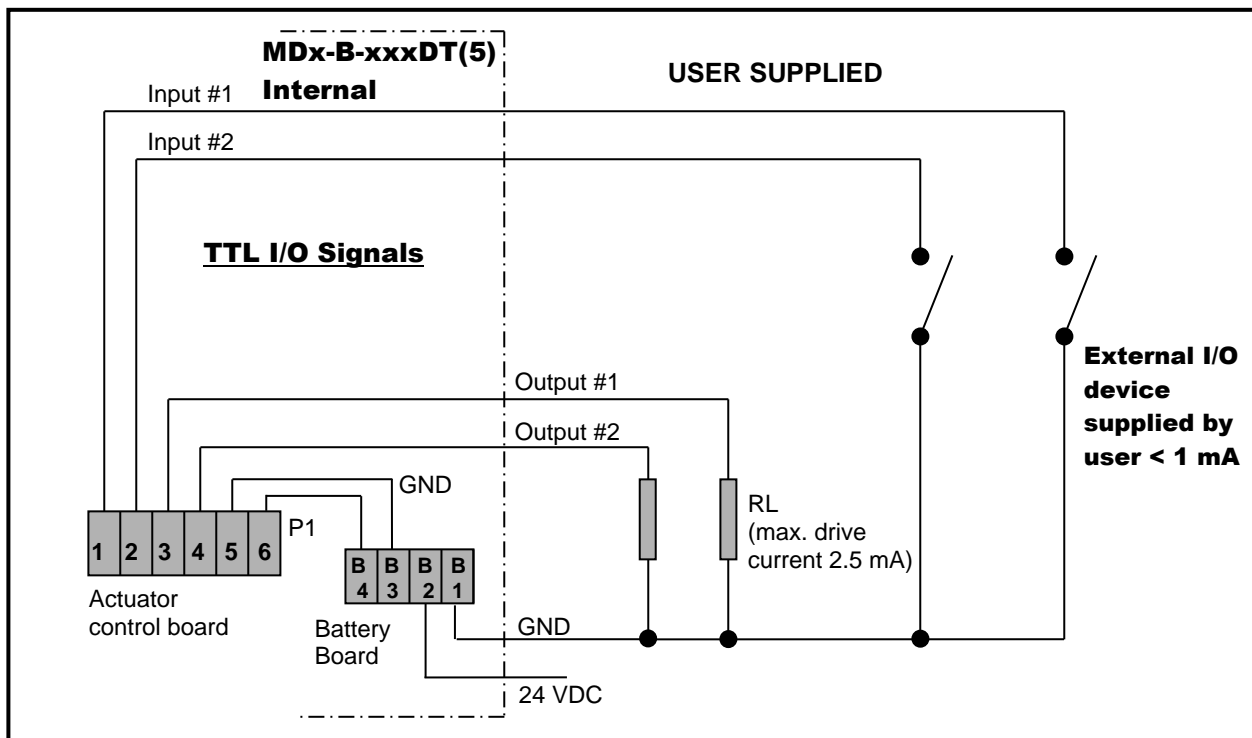 MDx-B-xxxDT(5)
Internal
USER SUPPLIED
Input #1
Input #2
TTL I/O Signals
External I/O
device
supplied by
user < 1 mA
Output #1
Output #2
GND
RL
(max. drive
current 2.5 mA)
P1
1 2 3 4 5 6
B B B B
4 3 2 1
Actuator
control board
Battery
Board
GND
24 VDC